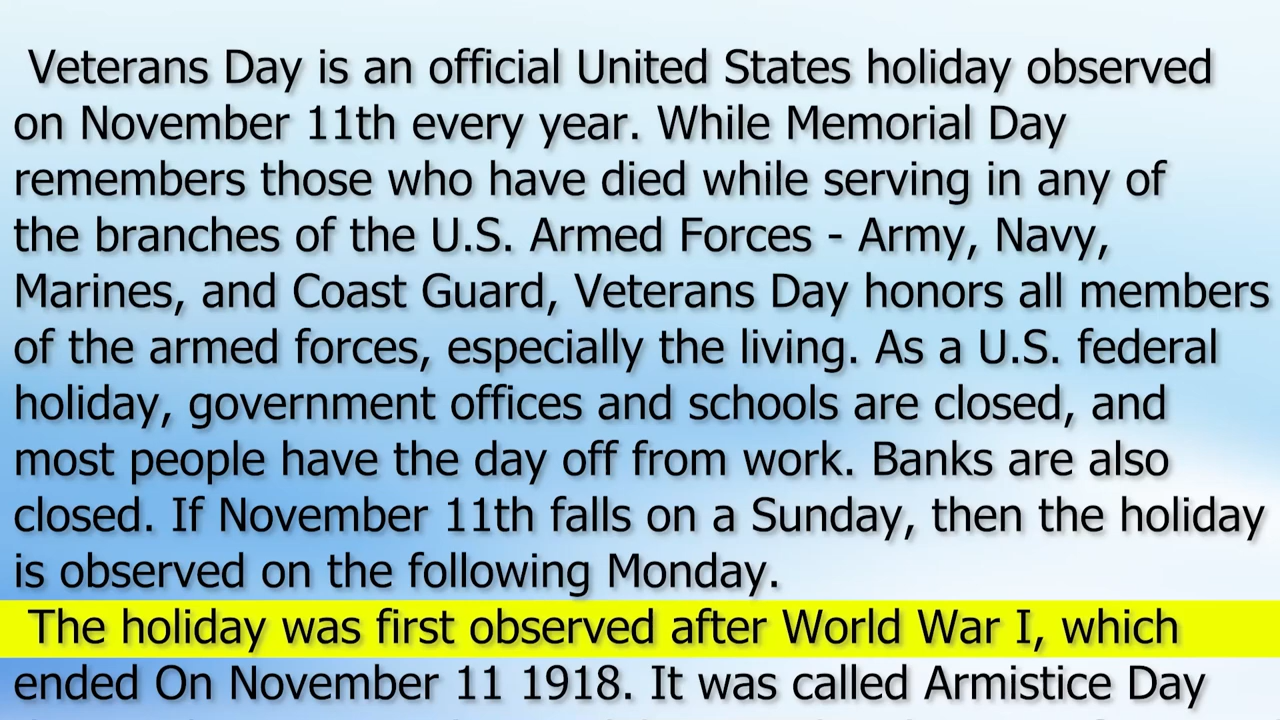 Veterans Day is an official United States holiday observed
on November 11th every year. While Memorial Day
remembers those who have died while serving in any of
the branches of the U.S. Armed Forces - Army, Navy,
Marines, and Coast Guard, Veterans Day honors all members
of the armed forces, especially the living. As a U.S. federal
holiday, government offices and schools are closed, and
most people have the day off from work. Banks are also
closed. If November 11th falls on a Sunday, then the holiday
is observed on the following Monday.
The holiday was first observed after World War I, which
ended On November 11 1918. It was called Armistice Day